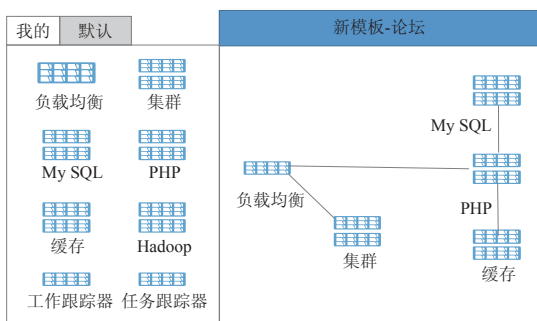 我的 默认
负载均衡 集群
My SQL PHP
缓存 Hadoop
工作跟踪器 任务跟踪器
新模板-论坛
My SQL
负载均衡
PHP
集群
缓存